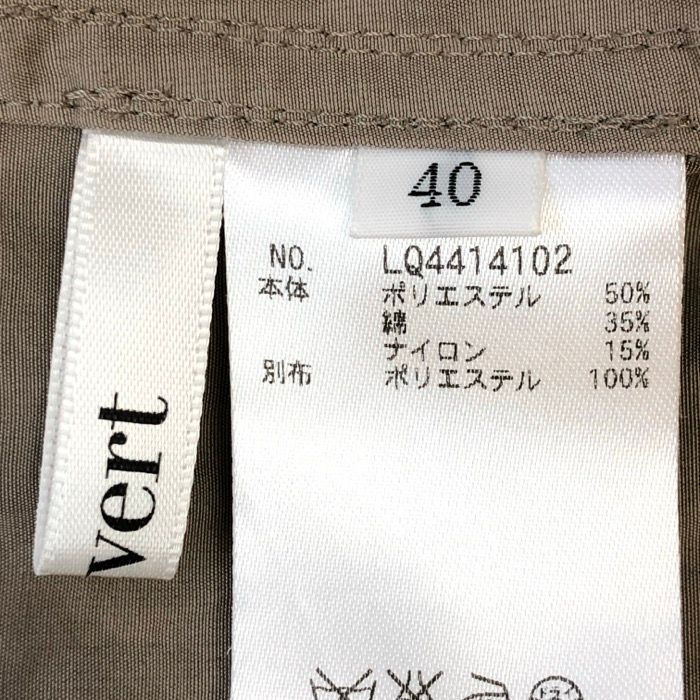 40
NO. LQ4414102
本体 ポリエステル 50%
綿 35%
ナイロン 15%
別布 ポリエステル 100%
vert